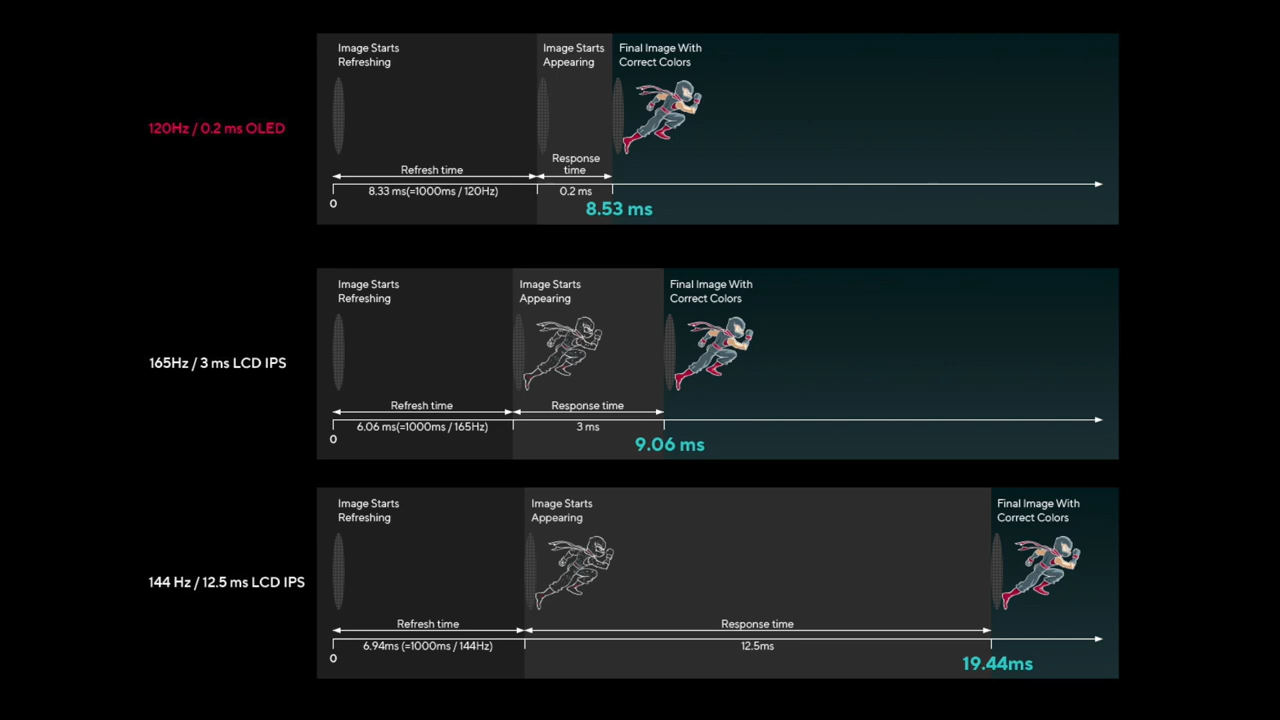 Image Starts
Refreshing
Image Starts
Appearing
Final Image With
Correct Colors
120Hz / 0.2 ms OLED
Refresh time
Response
time
8.33 ms(=1000ms / 120Hz)
0.2 ms
0
8.53 ms
Image Starts
Refreshing
Image Starts
Appearing
Final Image With
Correct Colors
165Hz / 3 ms LCD IPS
Refresh time
Response time
6.06 ms(=1000ms / 165Hz)
3 ms
0
9.06 ms
Image Starts
Refreshing
Image Starts
Appearing
Final Image With
Correct Colors
144 Hz / 12.5 ms LCD IPS
Refresh time
Response time
6.94ms (=1000ms / 144Hz)
12.5ms
0
19.44ms